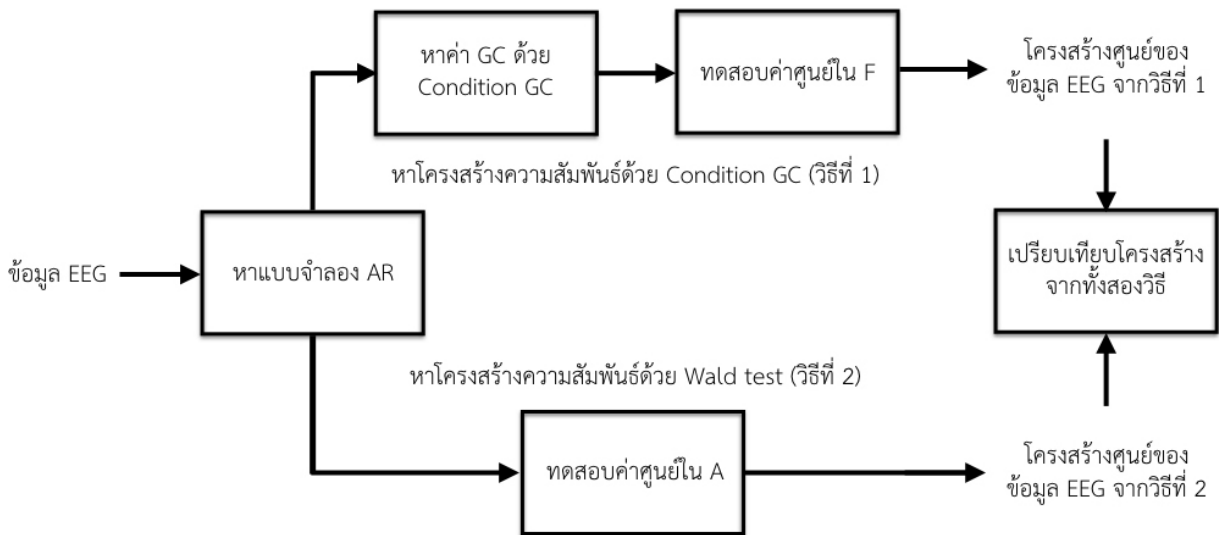 หาค่า GC ด้วย
Condition GC
ทดสอบค่าศูนย์ใน F
โครงสร้างศูนย์ของ
ข้อมูล EEG จากวิธีที่ 1
หาโครงสร้างความสัมพันธ์ด้วย Condition GC (วิธีที่ 1)
ข้อมูล EEG
หาแบบจำลอง AR
เปรียบเทียบโครงสร้าง
จากทั้งสองวิธี
หาโครงสร้างความสัมพันธ์ด้วย Wald test (วิธีที่ 2)
ทดสอบค่าศูนย์ใน A
โครงสร้างศูนย์ของ
ข้อมูล EEG จากวิธีที่ 2